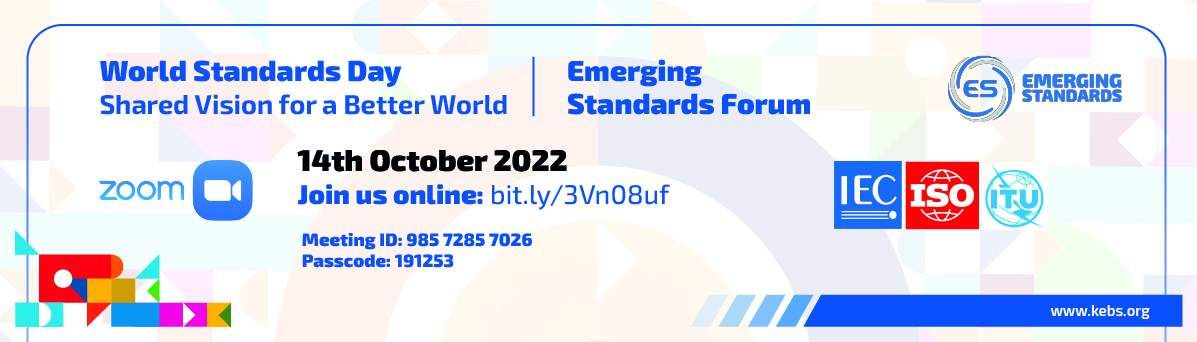 World Standards Day
Shared Vision for a Better World
Emerging
Standards Forum
ES EMERGING
STANDARDS
zoom
14th October 2022
Join us online: bit.ly/3Vn08uf
Meeting ID: 985 7285 7026
Passcode: 191253
IEC ISO ITU
www.kebs.org